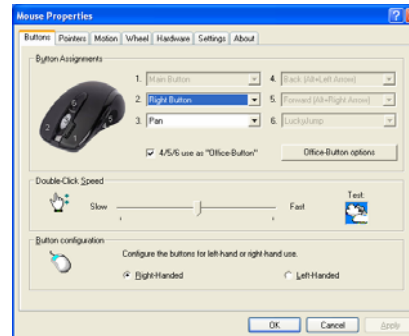 Mouse Properties
Buttons Pointers Motion Wheel Hardware Settings About
Button Assignments
1. Main Button 4. Back (Alt+Left Arrow)
2. Right Button 5. Forward (Alt+Right Arrow)
3. Pan 6. LuckyJump
4/5/6 use as "Office-Button" Office-Button options
Double-Click Speed
Slow Fast Test:
Button configuration
Configure the buttons for left-hand or right-hand use.
Right-Handed Left-Handed
OK Cancel Apply